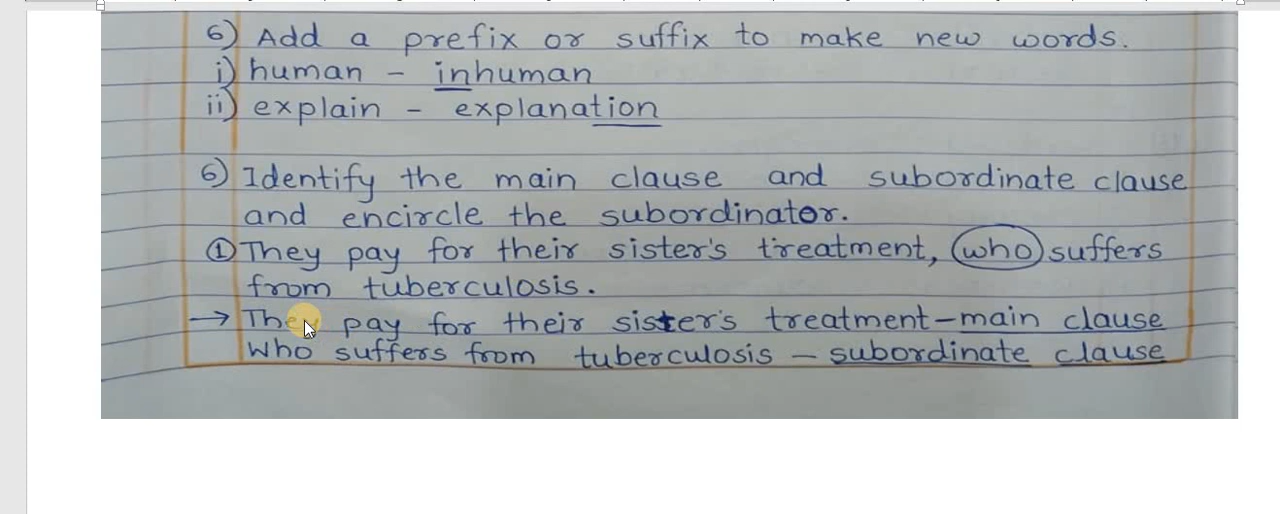 6) Add a prefix or suffix to make new words.
i) human - inhuman
ii) explain - explanation
6) Identify the main clause and subordinate clause
and encircle the subordinator.
① They pay for their sister's treatment, who suffers
from tuberculosis.
→ They pay for their sister's treatment - main clause
Who suffers from tuberculosis - subordinate clause